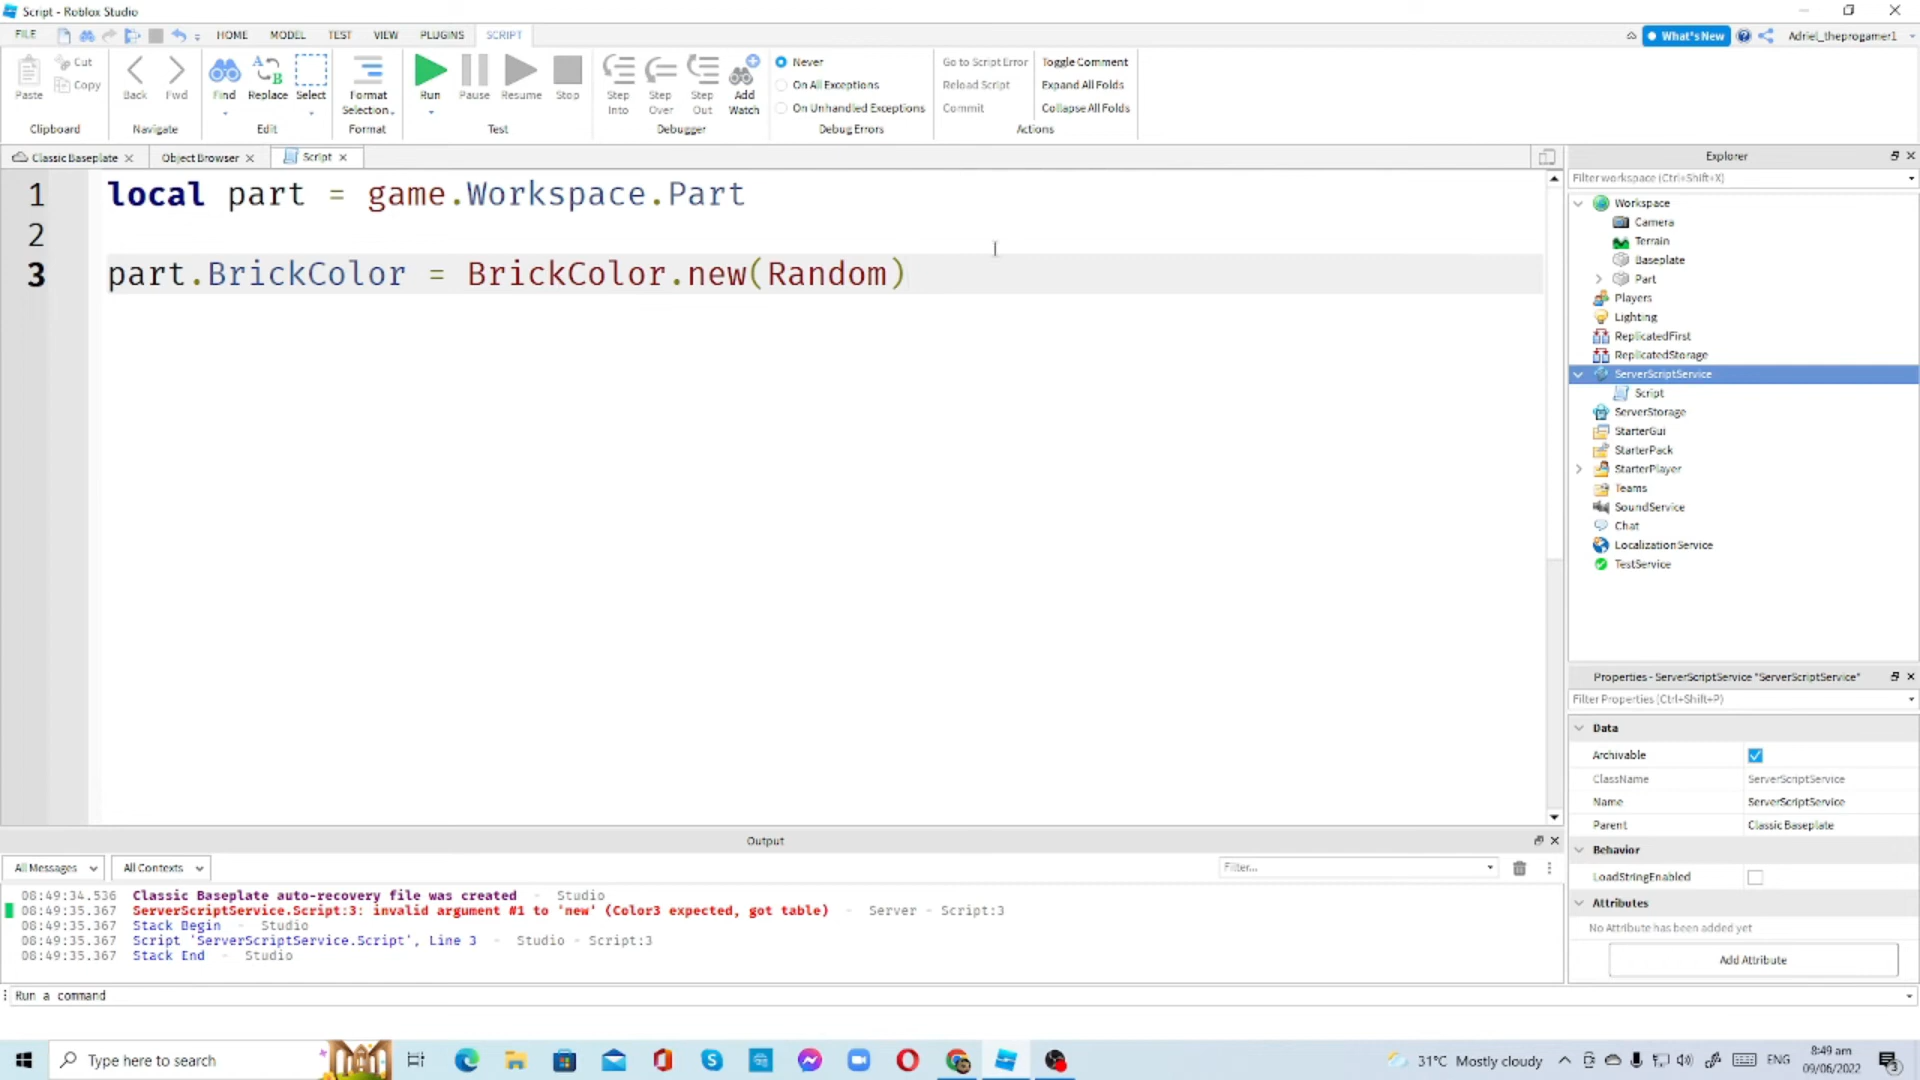 Script - Roblox Studio
FILE HOME MODEL TEST VIEW PLUGINS SCRIPT What's New Adriel_theprogamer1
Paste Cut Copy Clipboard
Back Fwd Navigate
Find Replace Select Edit
Format Selection Format
Run Pause Resume Stop Test
Step Into Step Over Step Out Add Watch Debugger
Never
On All Exceptions
On Unhandled Exceptions
Debug Errors
Go to Script Error Toggle Comment
Reload Script Expand All Folds
Commit Collapse All Folds
Actions
Classic Baseplate Object Browser Script
1 local part = game.Workspace.Part
2
3 part.BrickColor = BrickColor.new(Random)
Explorer
Filter workspace (Ctrl+Shift+X)
Workspace
Camera
Terrain
Baseplate
Part
Players
Lighting
ReplicatedFirst
ReplicatedStorage
ServerScriptService
Script
ServerStorage
StarterGui
StarterPack
StarterPlayer
Teams
SoundService
Chat
LocalizationService
TestService
Properties - ServerScriptService "ServerScriptService"
Filter Properties (Ctrl+Shift+P)
Data
Archivable
ClassName ServerScriptService
Name ServerScriptService
Parent Classic Baseplate
Behavior
LoadStringEnabled
Attributes
No Attribute has been added yet
Add Attribute
Output
All Messages All Contexts Filter...
08:49:34.536 Classic Baseplate auto-recovery file was created - Studio
08:49:35.367 ServerScriptService.Script:3: invalid argument #1 to 'new' (Color3 expected, got table) - Server - Script:3
08:49:35.367 Stack Begin - Studio
08:49:35.367 Script 'ServerScriptService.Script', Line 3 - Studio - Script:3
08:49:35.367 Stack End - Studio
Run a command
Type here to search
31°C Mostly cloudy ENG 8:49 am
09/06/2022 3